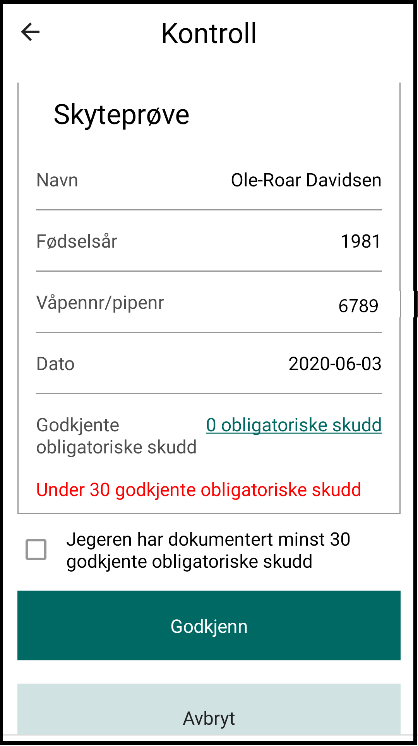 Kontroll
Skyteprøve
Navn Ole-Roar Davidsen
Fødselsår 1981
Våpennr/pipenr 6789
Dato 2020-06-03
Godkjente 0 obligatoriske skudd
obligatoriske skudd
Under 30 godkjente obligatoriske skudd
Jegeren har dokumentert minst 30
godkjente obligatoriske skudd
Godkjenn
Avbryt